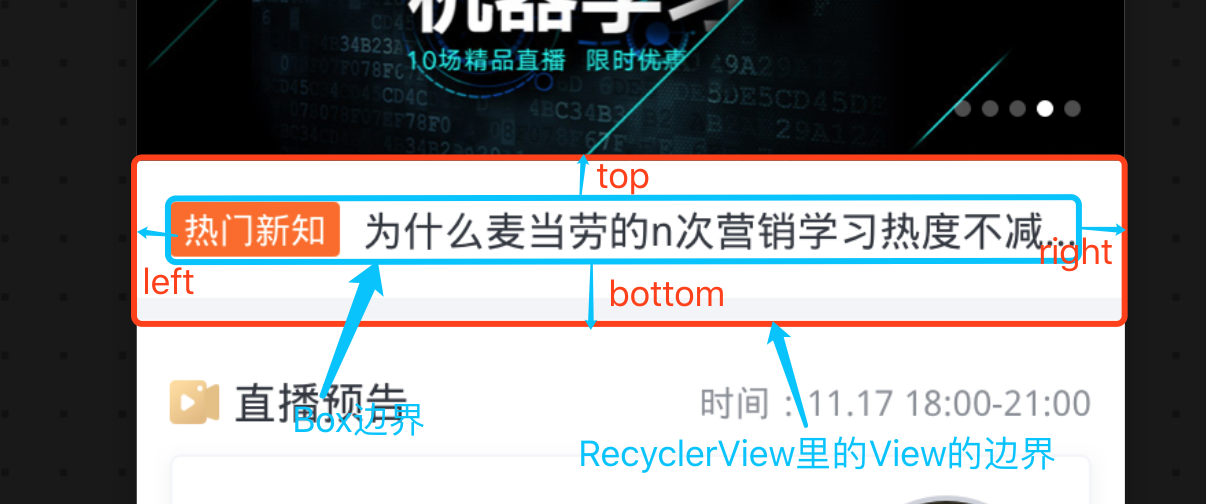 机器学习
10场精品直播 限时优惠
top
热门新知 为什么麦当劳的n次营销学习热度不减...
right
left
bottom
直播预告
时间：11.17 18:00-21:00
Box边界
RecyclerView里的View的边界